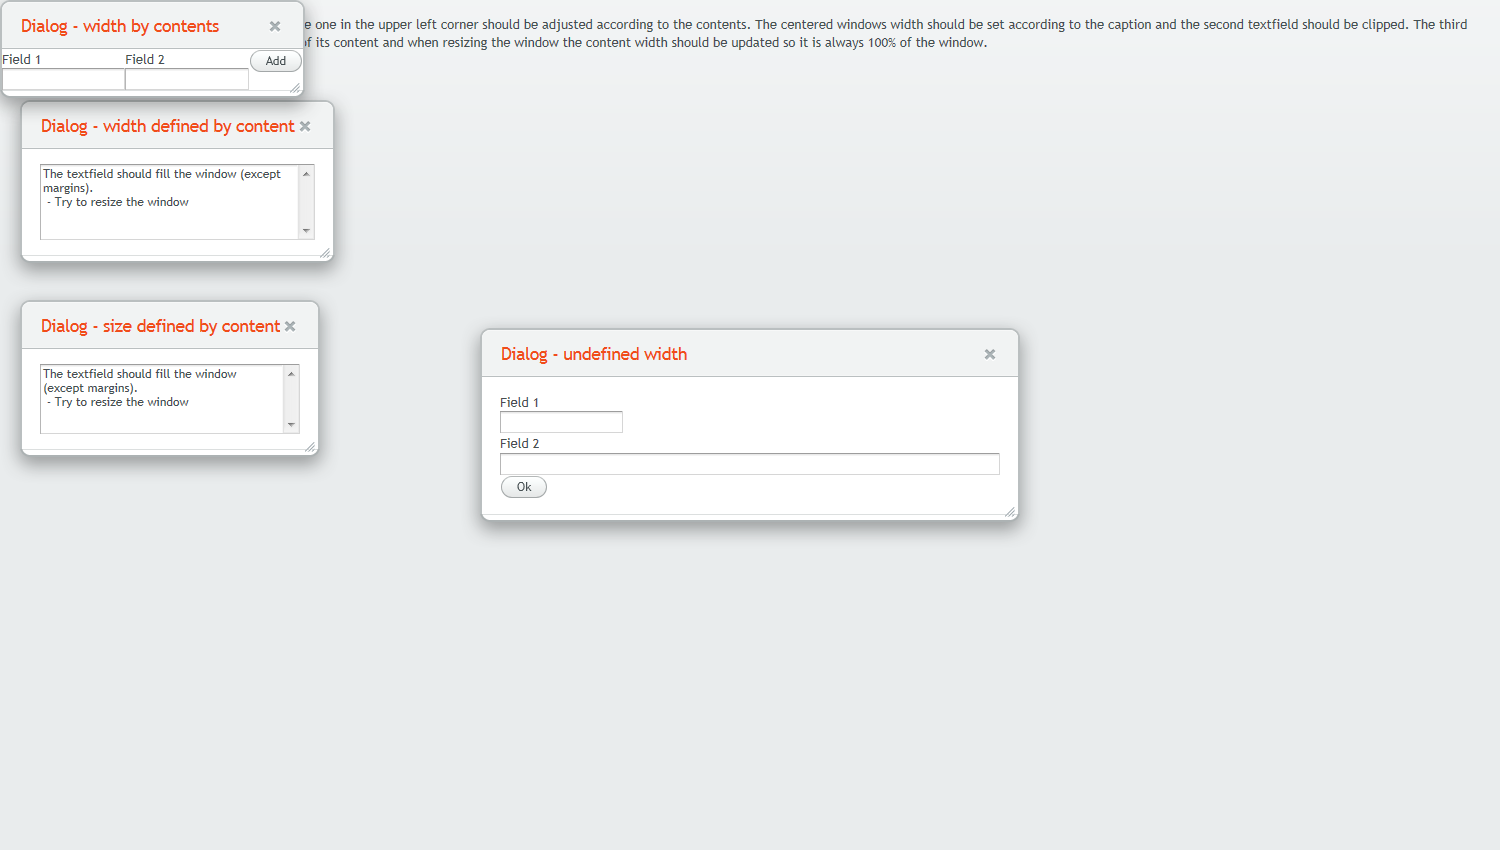 Dialog - width by contents
one in the upper left corner should be adjusted according to the contents. The centered windows width should be set according to the caption and the second textfield should be clipped. The third
of its content and when resizing the window the content width should be updated so it is always 100% of the window.
Field 1 Field 2 Add
Dialog - width defined by content
The textfield should fill the window (except
margins).
- Try to resize the window
Dialog - size defined by content
The textfield should fill the window
(except margins).
- Try to resize the window
Dialog - undefined width
Field 1
Field 2
Ok